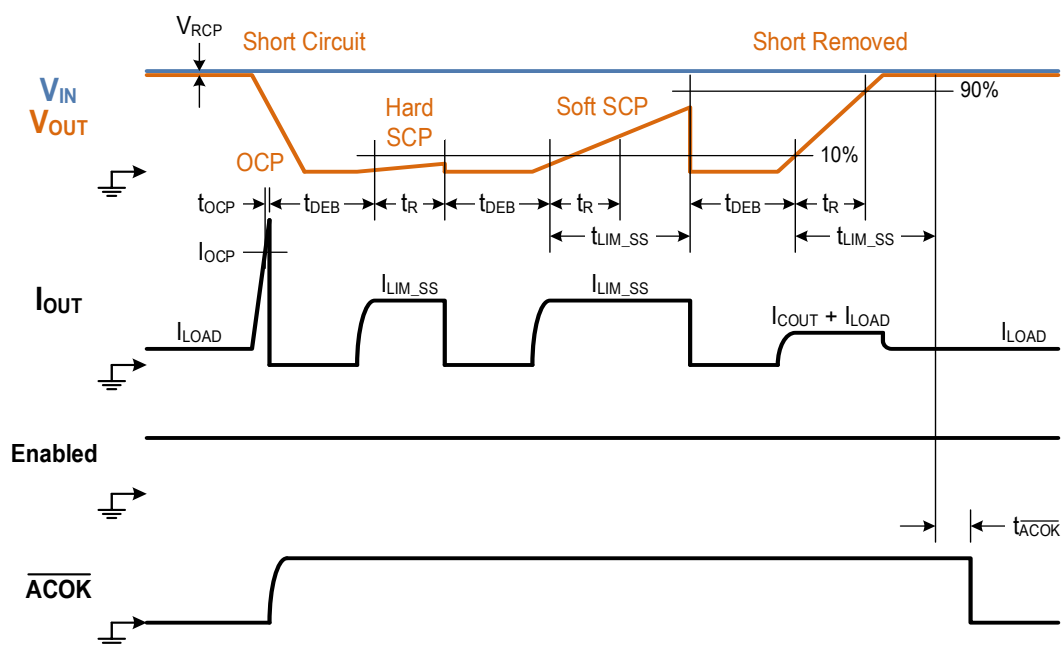 VRCP
Short Circuit
Short Removed
VIN
VOUT
90%
Hard
SCP
Soft SCP
OCP
10%
tOCP
tDEB
tR
tDEB
tR
tDEB
tR
tLIM_SS
tLIM_SS
IOCP
IOUT
ILOAD
ILIM_SS
ILIM_SS
ICOUT + ILOAD
ILOAD
Enabled
tACOK
ACOK